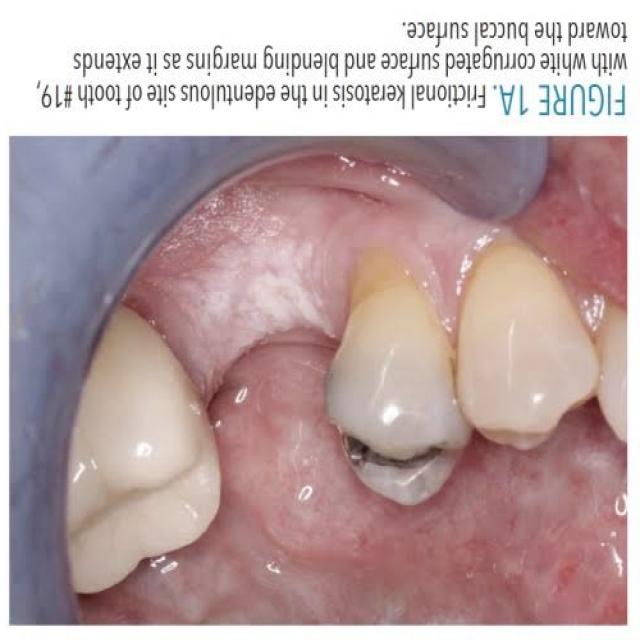 FIGURE 1A. Frictional keratosis in the edentulous site of tooth #19,
with white corrugated surface and blending margins as it extends
toward the buccal surface.